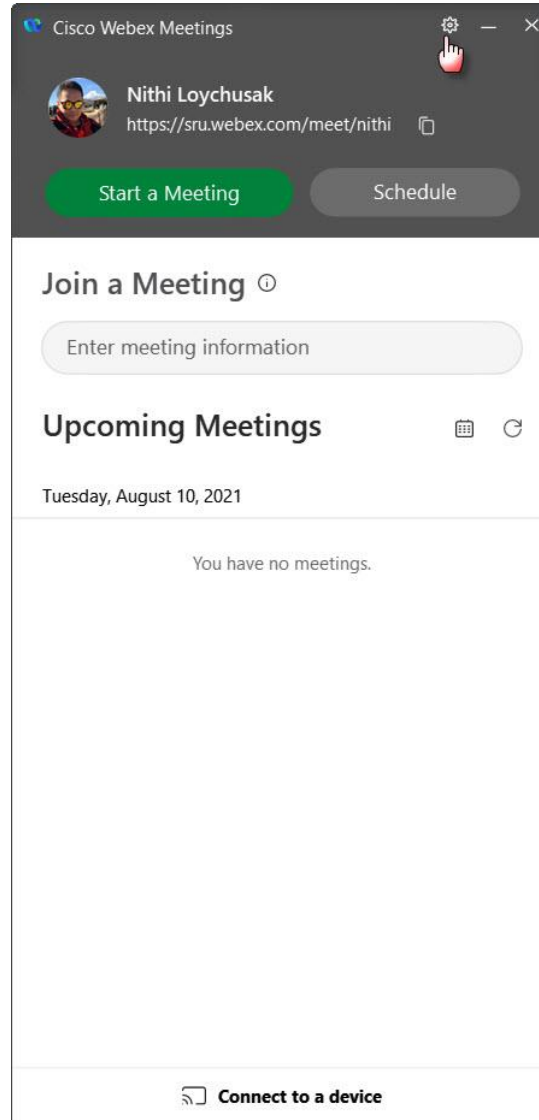 Cisco Webex Meetings
Nithi Loychusak
https://sru.webex.com/meet/nithi
Start a Meeting
Schedule
Join a Meeting
Enter meeting information
Upcoming Meetings
Tuesday, August 10, 2021
You have no meetings.
Connect to a device